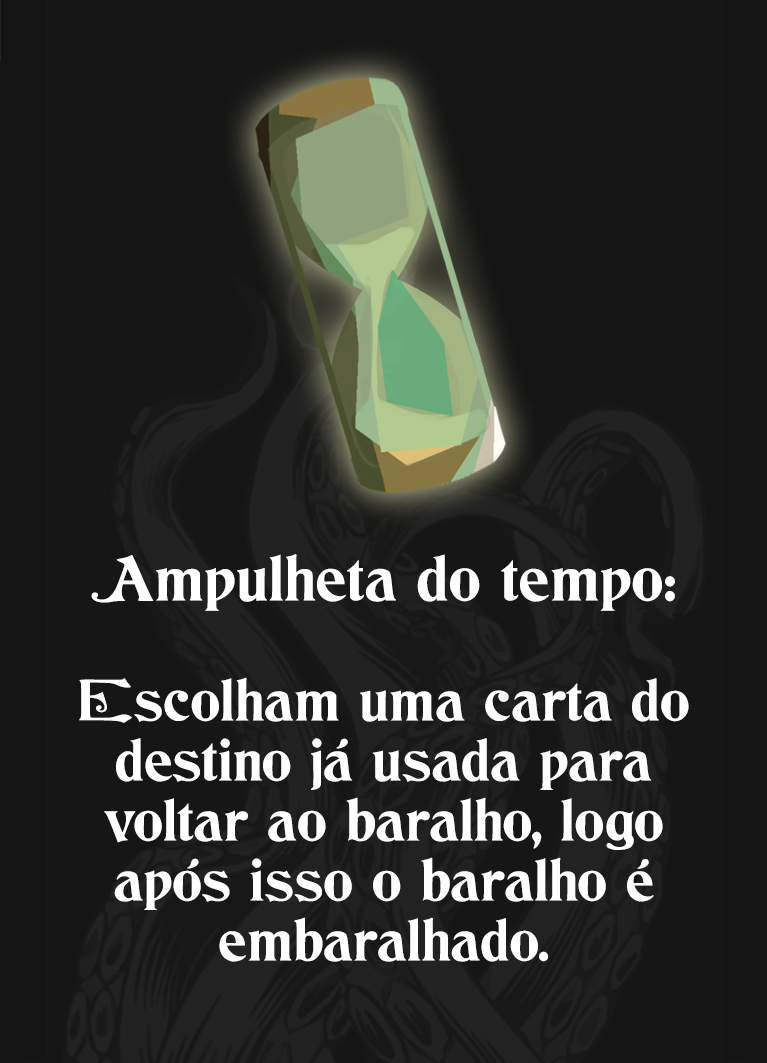 Ampulheta do tempo:
Escolham uma carta do
destino já usada para
voltar ao baralho, logo
após isso o baralho é
embaralhado.